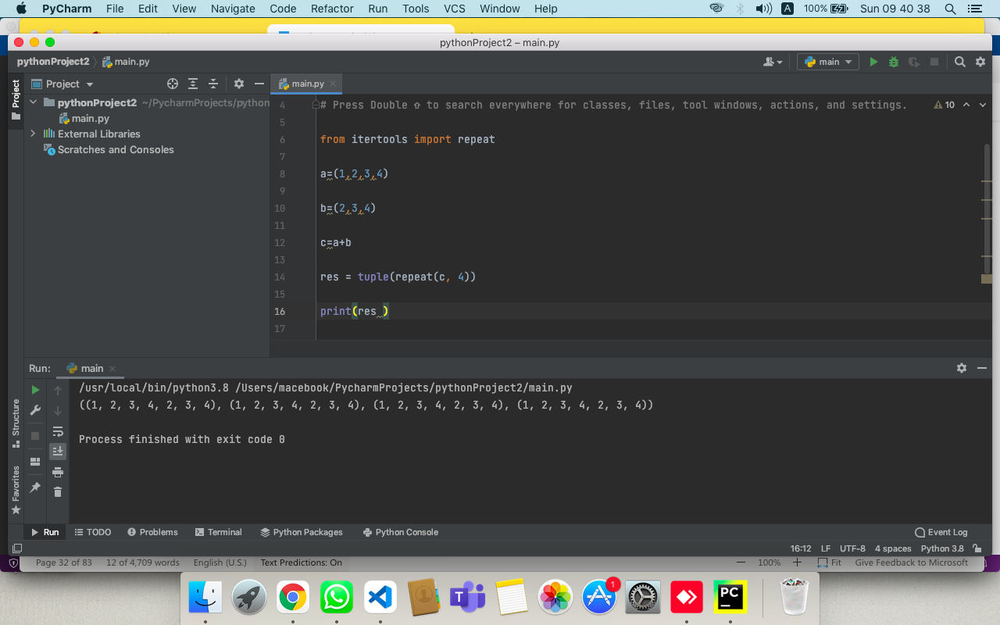 PyCharm File Edit View Navigate Code Refactor Run Tools VCS Window Help A 100% Sun 09 40 38
pythonProject2 – main.py
pythonProject2 main.py main
Project Project main.py
pythonProject2 ~/PycharmProjects/python
main.py
External Libraries
Scratches and Consoles
4 # Press Double ⇧ to search everywhere for classes, files, tool windows, actions, and settings. 10
5
6 from itertools import repeat
7
8 a=(1,2,3,4)
9
10 b=(2,3,4)
11
12 c=a+b
13
14 res = tuple(repeat(c, 4))
15
16 print(res )
17
Run: main
/usr/local/bin/python3.8 /Users/macebook/PycharmProjects/pythonProject2/main.py
((1, 2, 3, 4, 2, 3, 4), (1, 2, 3, 4, 2, 3, 4), (1, 2, 3, 4, 2, 3, 4), (1, 2, 3, 4, 2, 3, 4))
Process finished with exit code 0
Structure
Favorites
Run TODO Problems Terminal Python Packages Python Console Event Log
16:12 LF UTF-8 4 spaces Python 3.8
Page 32 of 83 12 of 4,709 words English (U.S.) Text Predictions: On 100% Fit Give Feedback to Microsoft
1
T
PC